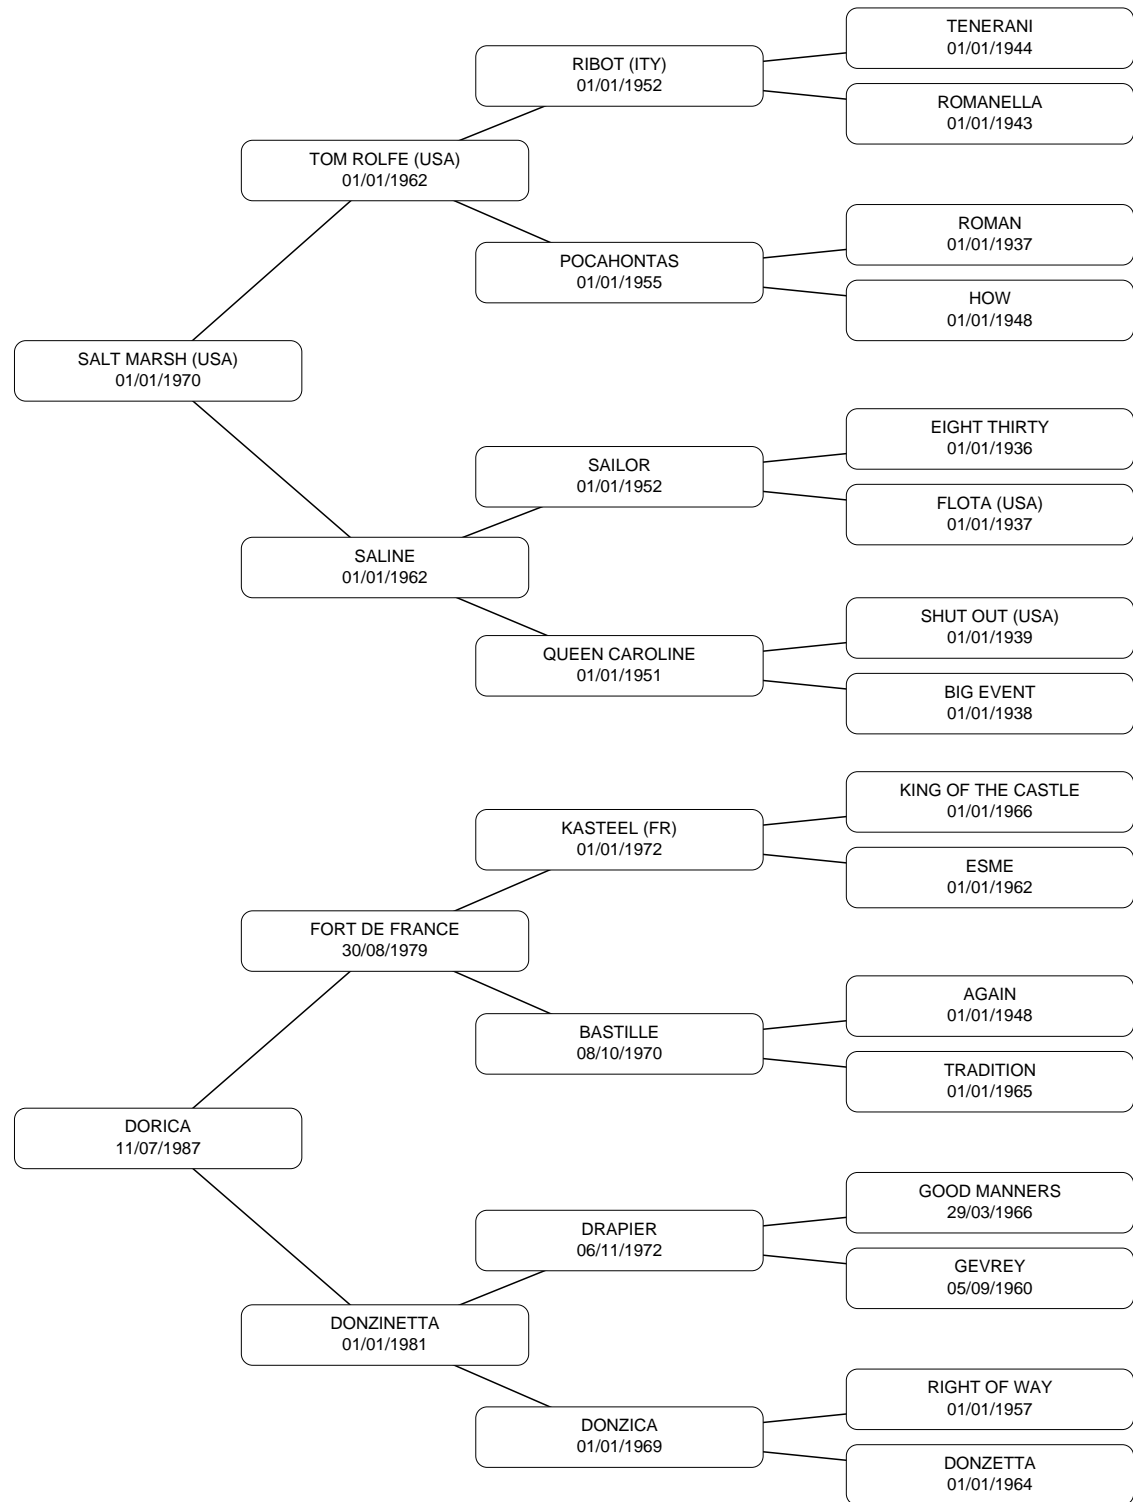 TENERANI
01/01/1944
RIBOT (ITY)
01/01/1952
ROMANELLA
01/01/1943
TOM ROLFE (USA)
01/01/1962
ROMAN
01/01/1937
POCAHONTAS
01/01/1955
HOW
01/01/1948
SALT MARSH (USA)
01/01/1970
EIGHT THIRTY
01/01/1936
SAILOR
01/01/1952
FLOTA (USA)
01/01/1937
SALINE
01/01/1962
SHUT OUT (USA)
01/01/1939
QUEEN CAROLINE
01/01/1951
BIG EVENT
01/01/1938
KING OF THE CASTLE
01/01/1966
KASTEEL (FR)
01/01/1972
ESME
01/01/1962
FORT DE FRANCE
30/08/1979
AGAIN
01/01/1948
BASTILLE
08/10/1970
TRADITION
01/01/1965
DORICA
11/07/1987
GOOD MANNERS
29/03/1966
DRAPIER
06/11/1972
GEVREY
05/09/1960
DONZINETTA
01/01/1981
RIGHT OF WAY
01/01/1957
DONZICA
01/01/1969
DONZETTA
01/01/1964